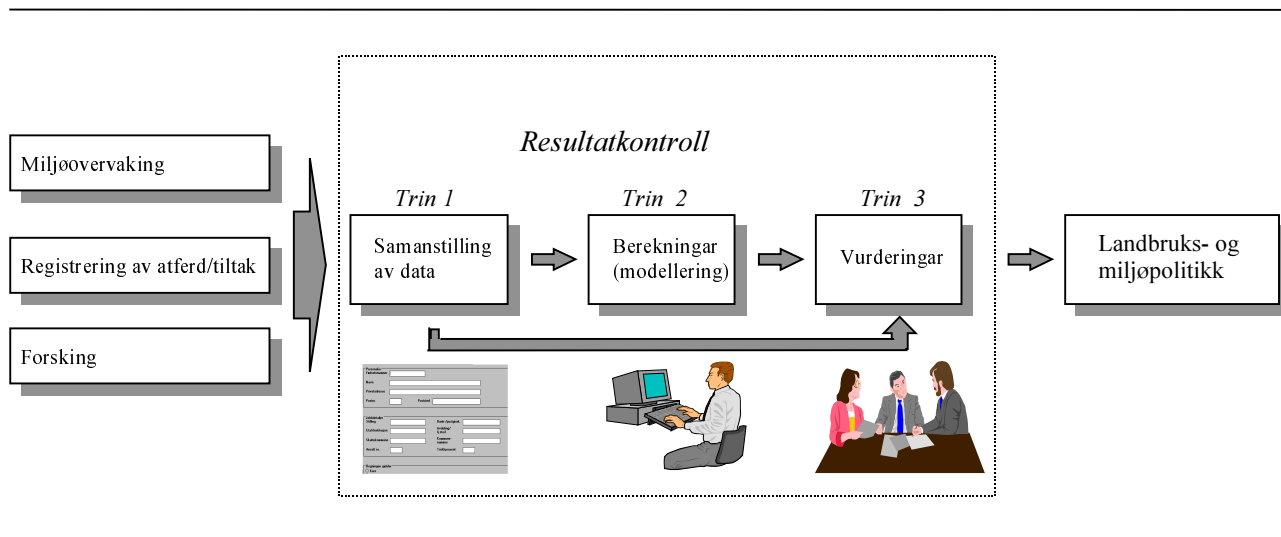 Resultatkontroll
Miljøovervaking
Registrering av atferd/tiltak
Forsking
Trin 1
Samanstilling
av data
Trin 2
Berekningar
(modellering)
Trin 3
Vurderingar
Landbruks- og
miljøpolitikk